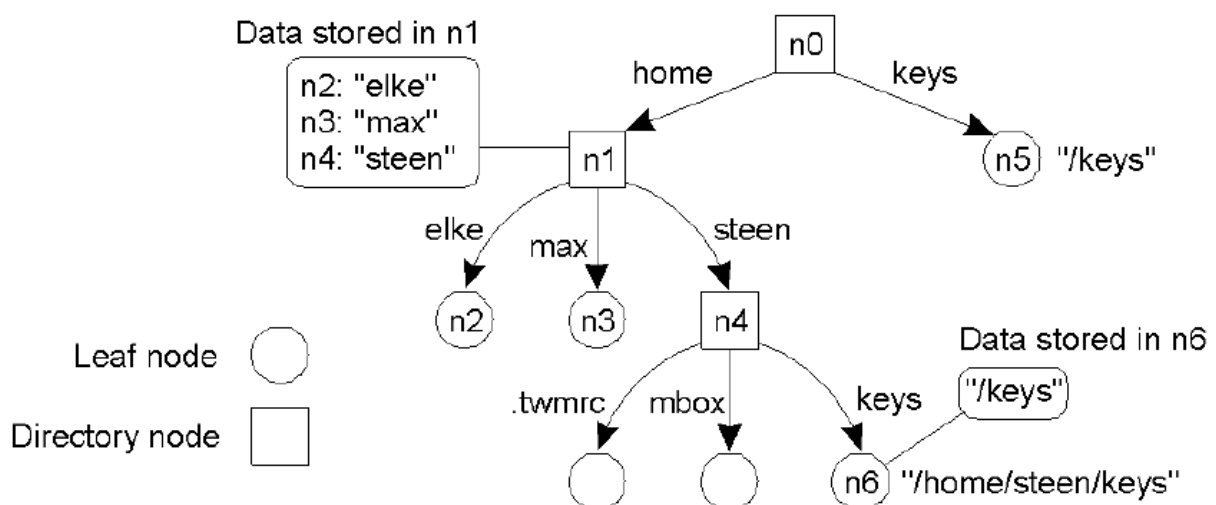 Data stored in n1
n0
home
keys
n2: "elke"
n3: "max"
n4: "steen"
n1
n5
"/keys"
elke
max
steen
n2
n3
n4
Leaf node
Data stored in n6
.twmrc
mbox
keys
"/keys"
Directory node
n6
"/home/steen/keys"